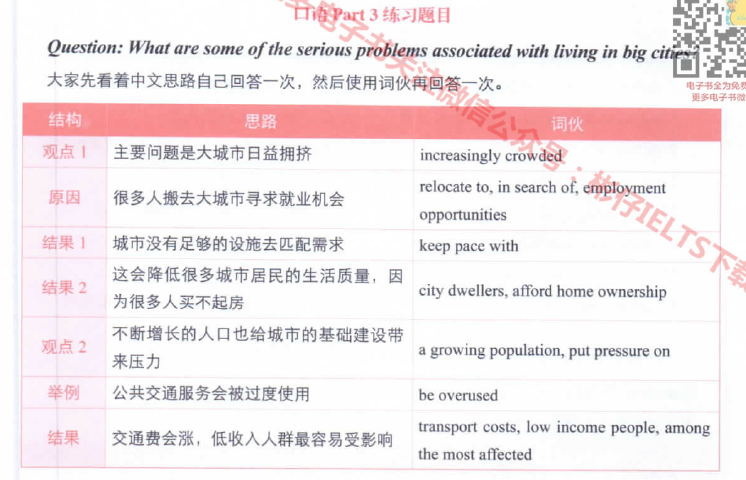 口语 Part 3 练习题目
Question: What are some of the serious problems associated with living in big cities?
大家先看着中文思路自己回答一次，然后使用词伙再回答一次。
电子书全为免费
更多电子书微
结构 思路 词伙
观点 1 主要问题是大城市日益拥挤 increasingly crowded
原因 很多人搬去大城市寻求就业机会 relocate to, in search of, employment
opportunities
结果 1 城市没有足够的设施去匹配需求 keep pace with
结果 2 这会降低很多城市居民的生活质量，因
为很多人买不起房 city dwellers, afford home ownership
观点 2 不断增长的人口也给城市的基础建设带
来压力 a growing population, put pressure on
举例 公共交通服务会被过度使用 be overused
结果 交通费会涨，低收入人群最容易受影响 transport costs, low income people, among
the most affected
多电子书关注微信公众号：彬仔IELTS下载